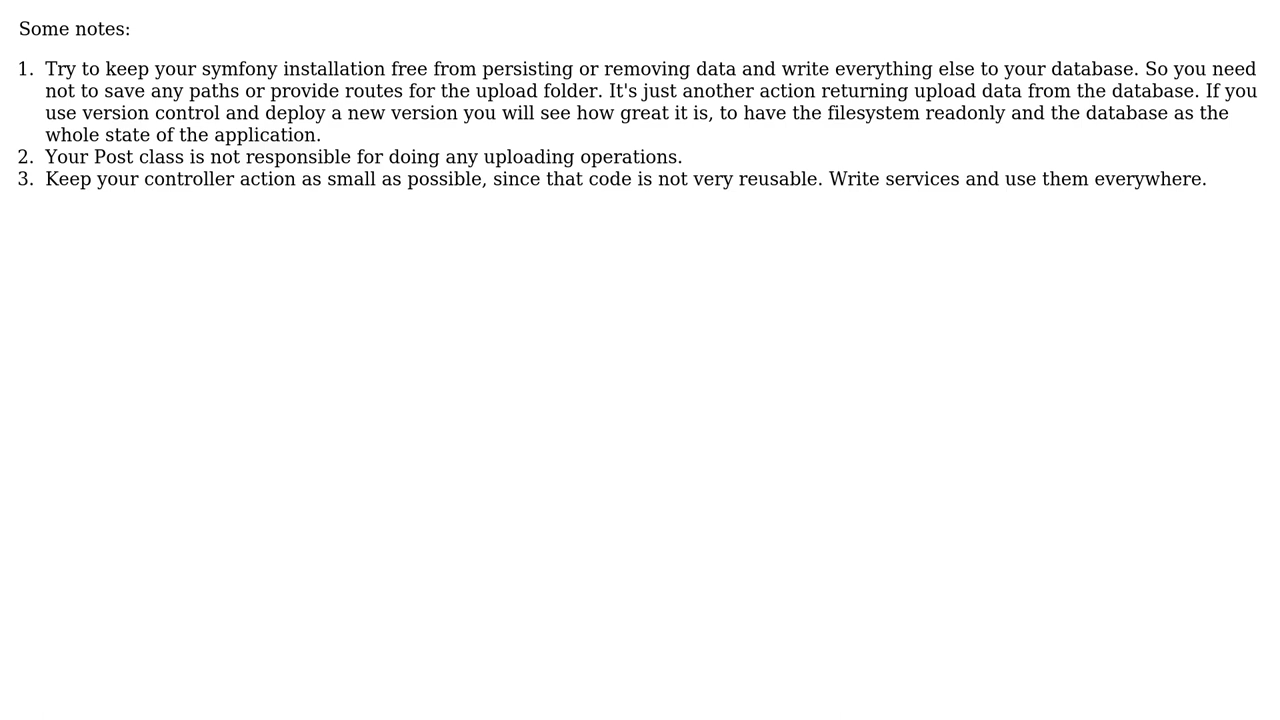 Some notes:
1. Try to keep your symfony installation free from persisting or removing data and write everything else to your database. So you need
not to save any paths or provide routes for the upload folder. It's just another action returning upload data from the database. If you
use version control and deploy a new version you will see how great it is, to have the filesystem readonly and the database as the
whole state of the application.
2. Your Post class is not responsible for doing any uploading operations.
3. Keep your controller action as small as possible, since that code is not very reusable. Write services and use them everywhere.